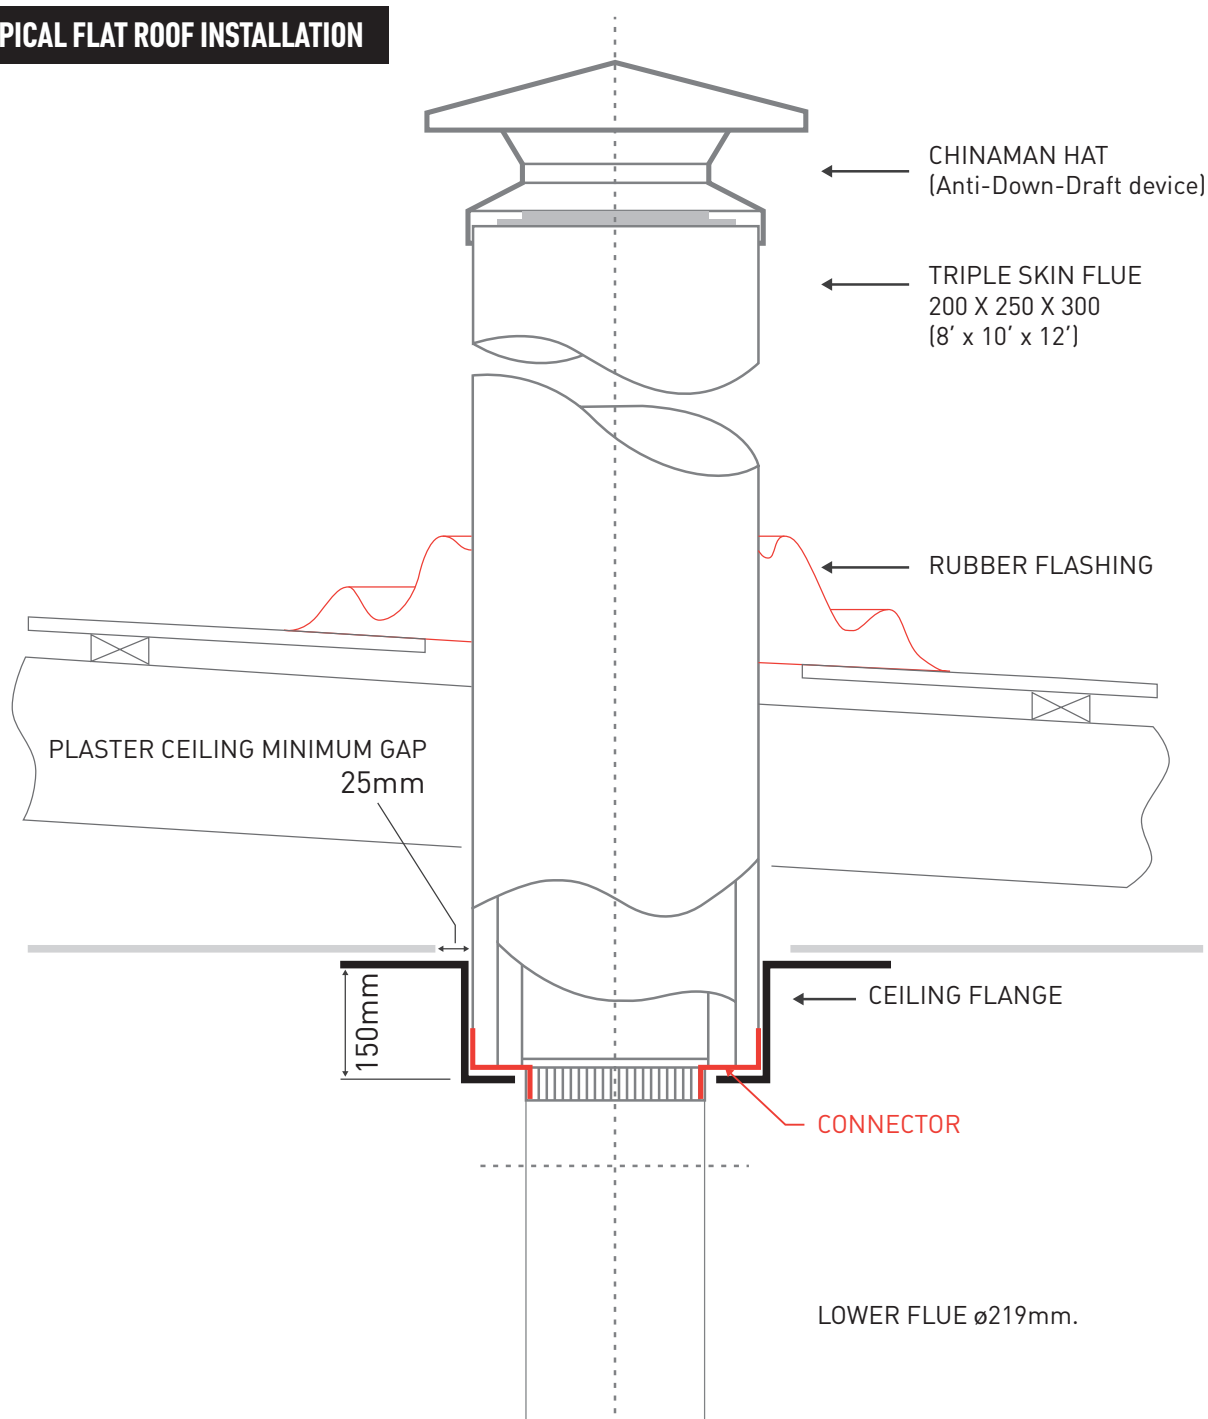 PICAL FLAT ROOF INSTALLATION
CHINAMAN HAT
(Anti-Down-Draft device)
TRIPLE SKIN FLUE
200 X 250 X 300
(8′ x 10′ x 12′)
RUBBER FLASHING
PLASTER CEILING MINIMUM GAP
25mm
150mm
CEILING FLANGE
CONNECTOR
LOWER FLUE ø219mm.